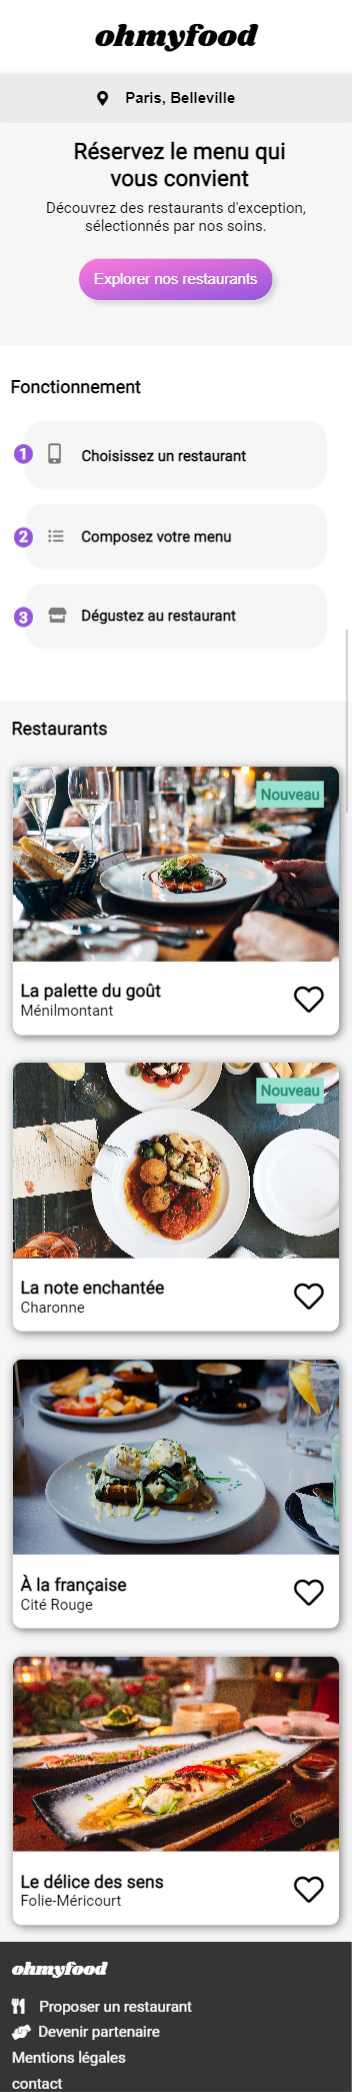 ohmyfood
Paris, Belleville
Réservez le menu qui
vous convient
Découvrez des restaurants d'exception,
sélectionnés par nos soins.
Explorer nos restaurants
Fonctionnement
1 Choisissez un restaurant
2 Composez votre menu
3 Dégustez au restaurant
Restaurants
Nouveau
La palette du goût
Ménilmontant
Nouveau
La note enchantée
Charonne
À la française
Cité Rouge
Le délice des sens
Folie-Méricourt
ohmyfood
Proposer un restaurant
Devenir partenaire
Mentions légales
contact